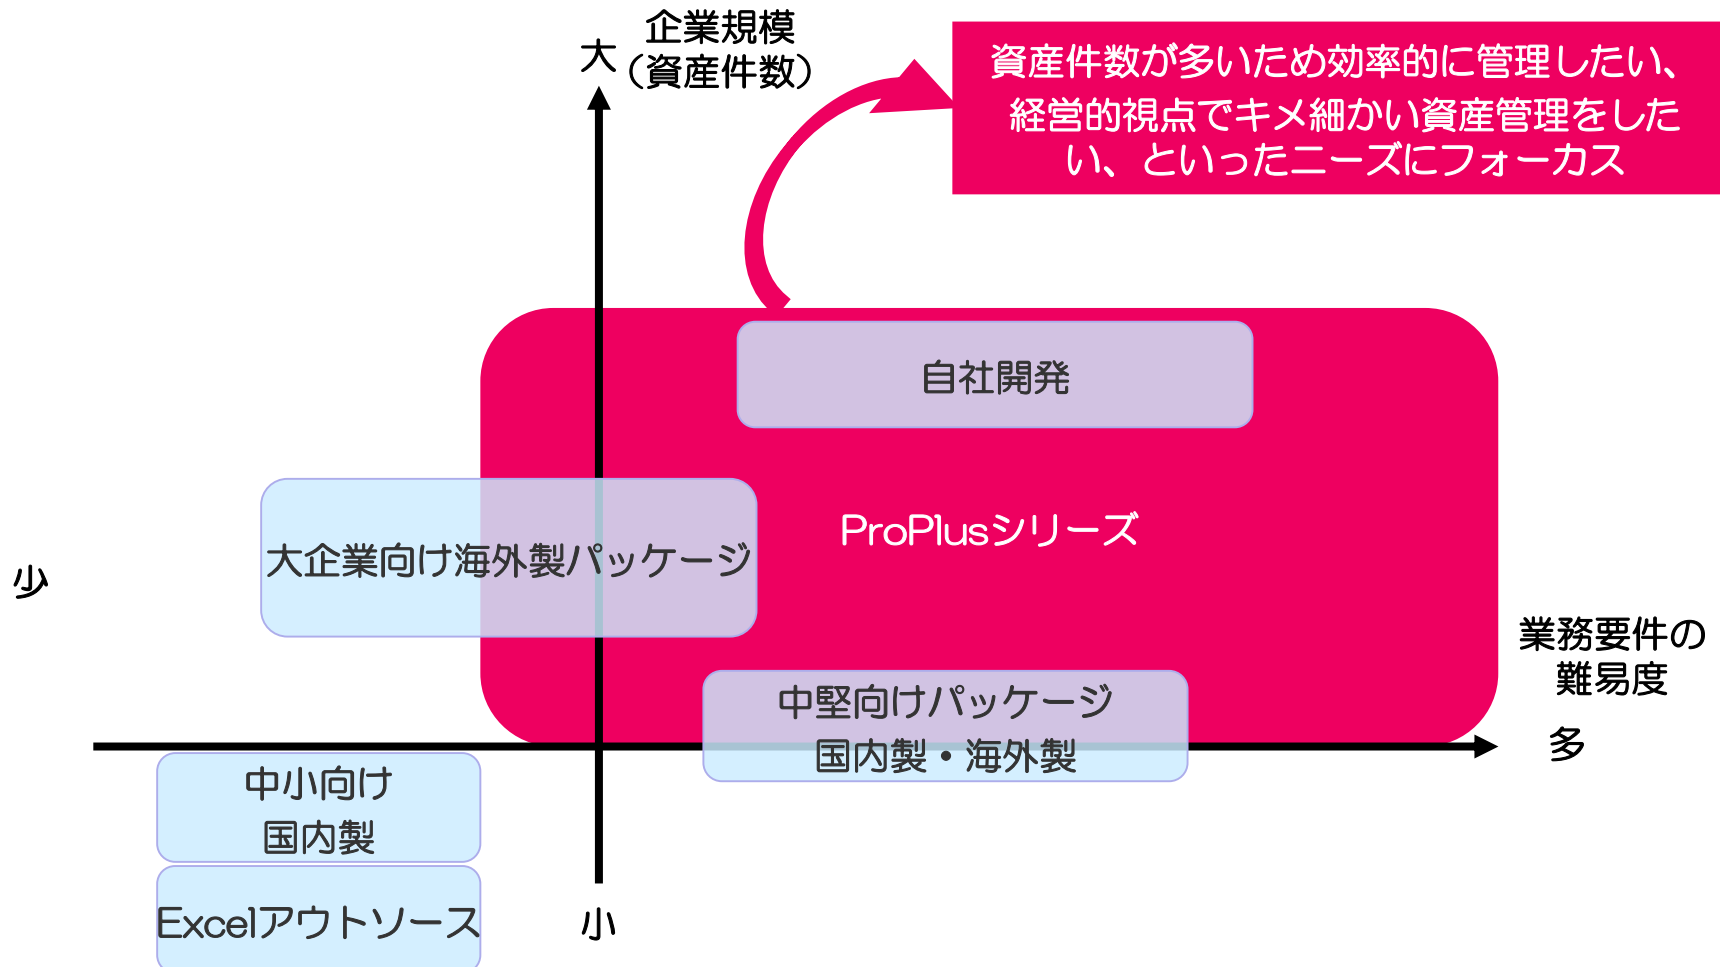 企業規模
大
（資産件数）
資産件数が多いため効率的に管理したい、
経営的視点でキメ細かい資産管理をした
い、といったニーズにフォーカス
自社開発
ProPlusシリーズ
大企業向け海外製パッケージ
少
業務要件の
難易度
多
中堅向けパッケージ
国内製・海外製
中小向け
国内製
Excelアウトソース
小